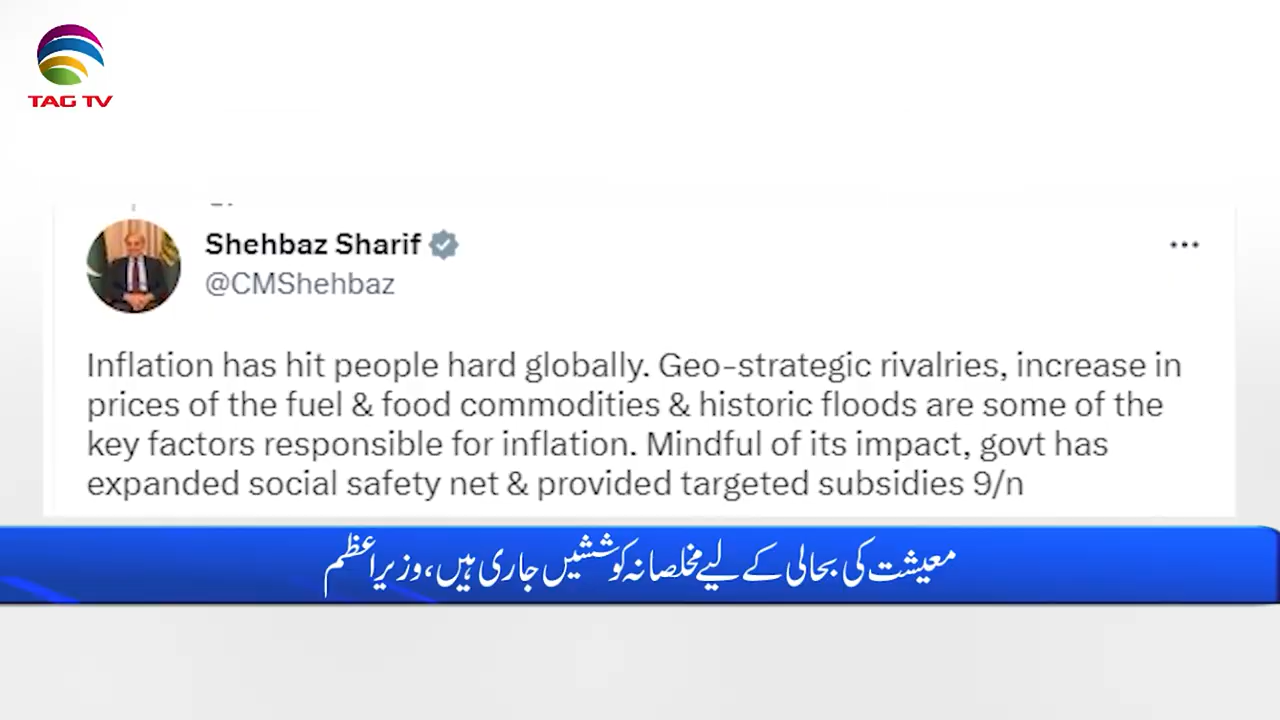 TAG TV
Shehbaz Sharif
@CMShehbaz
Inflation has hit people hard globally. Geo-strategic rivalries, increase in
prices of the fuel & food commodities & historic floods are some of the
key factors responsible for inflation. Mindful of its impact, govt has
expanded social safety net & provided targeted subsidies 9/n
معیشت کی بحالی کے لیے مخلصانہ کوششیں جاری ہیں، وزیراعظم